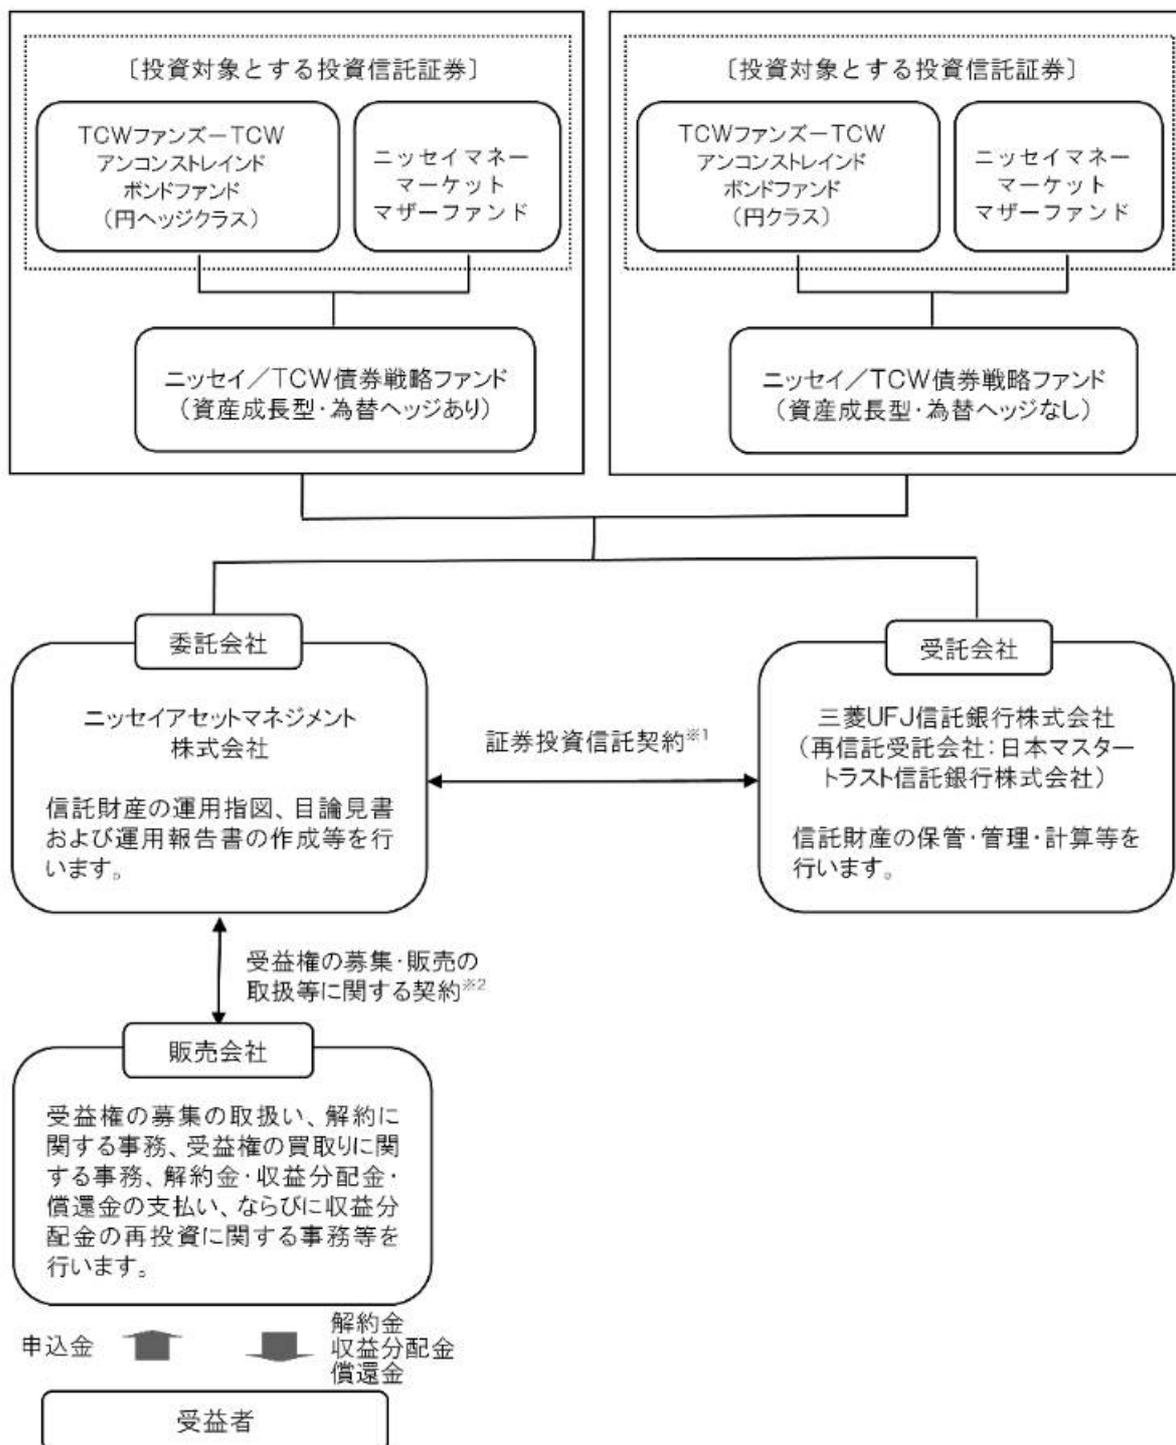 〔投資対象とする投資信託証券〕
TCWファンズーTCW
アンコンストレインド
ボンドファンド
（円ヘッジクラス）
ニッセイマネー
マーケット
マザーファンド
ニッセイ／TCW債券戦略ファンド
（資産成長型・為替ヘッジあり）
〔投資対象とする投資信託証券〕
TCWファンズーTCW
アンコンストレインド
ボンドファンド
（円クラス）
ニッセイマネー
マーケット
マザーファンド
ニッセイ／TCW債券戦略ファンド
（資産成長型・為替ヘッジなし）
委託会社
ニッセイアセットマネジメント
株式会社
信託財産の運用指図、目論見書
および運用報告書の作成等を行
います。
証券投資信託契約※1
受託会社
三菱UFJ信託銀行株式会社
（再信託受託会社：日本マスター
トラスト信託銀行株式会社）
信託財産の保管・管理・計算等を
行います。
受益権の募集・販売の
取扱等に関する契約※2
販売会社
受益権の募集の取扱い、解約に
関する事務、受益権の買取りに関
する事務、解約金・収益分配金・
償還金の支払い、ならびに収益分
配金の再投資に関する事務等を
行います。
申込金
解約金
収益分配金
償還金
受益者